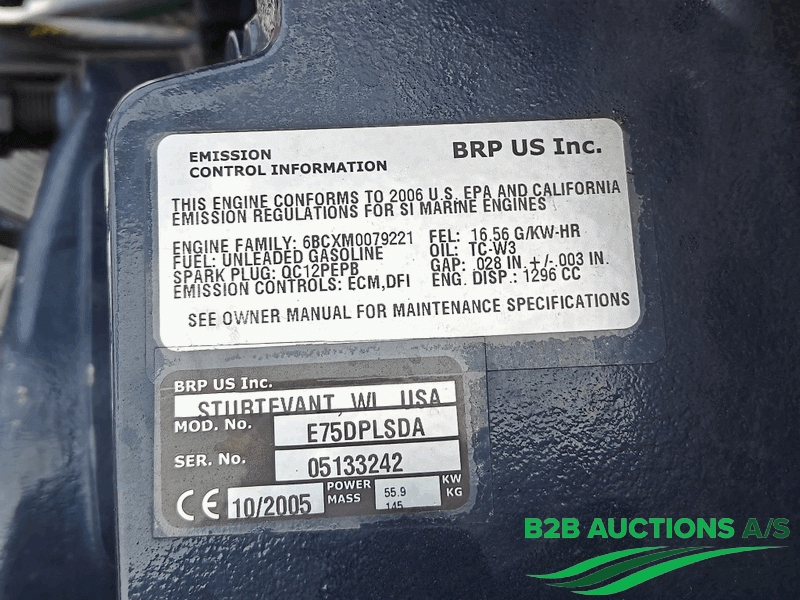 EMISSION
CONTROL INFORMATION
BRP US Inc.
THIS ENGINE CONFORMS TO 2006 U.S. EPA AND CALIFORNIA
EMISSION REGULATIONS FOR SI MARINE ENGINES
ENGINE FAMILY: 6BCXM0079221 FEL: 16.56 G/KW-HR
FUEL: UNLEADED GASOLINE OIL: TC-W3
SPARK PLUG: QC12PEPB GAP: .028 IN. +/-.003 IN.
EMISSION CONTROLS: ECM,DFI ENG. DISP.: 1296 CC
SEE OWNER MANUAL FOR MAINTENANCE SPECIFICATIONS
BRP US Inc.
STURTEVANT, WI, USA
MOD. No. E75DPLSDA
SER. No. 05133242
CE 10/2005 POWER 55.9 KW
MASS 145 KG
B2B AUCTIONS A/S